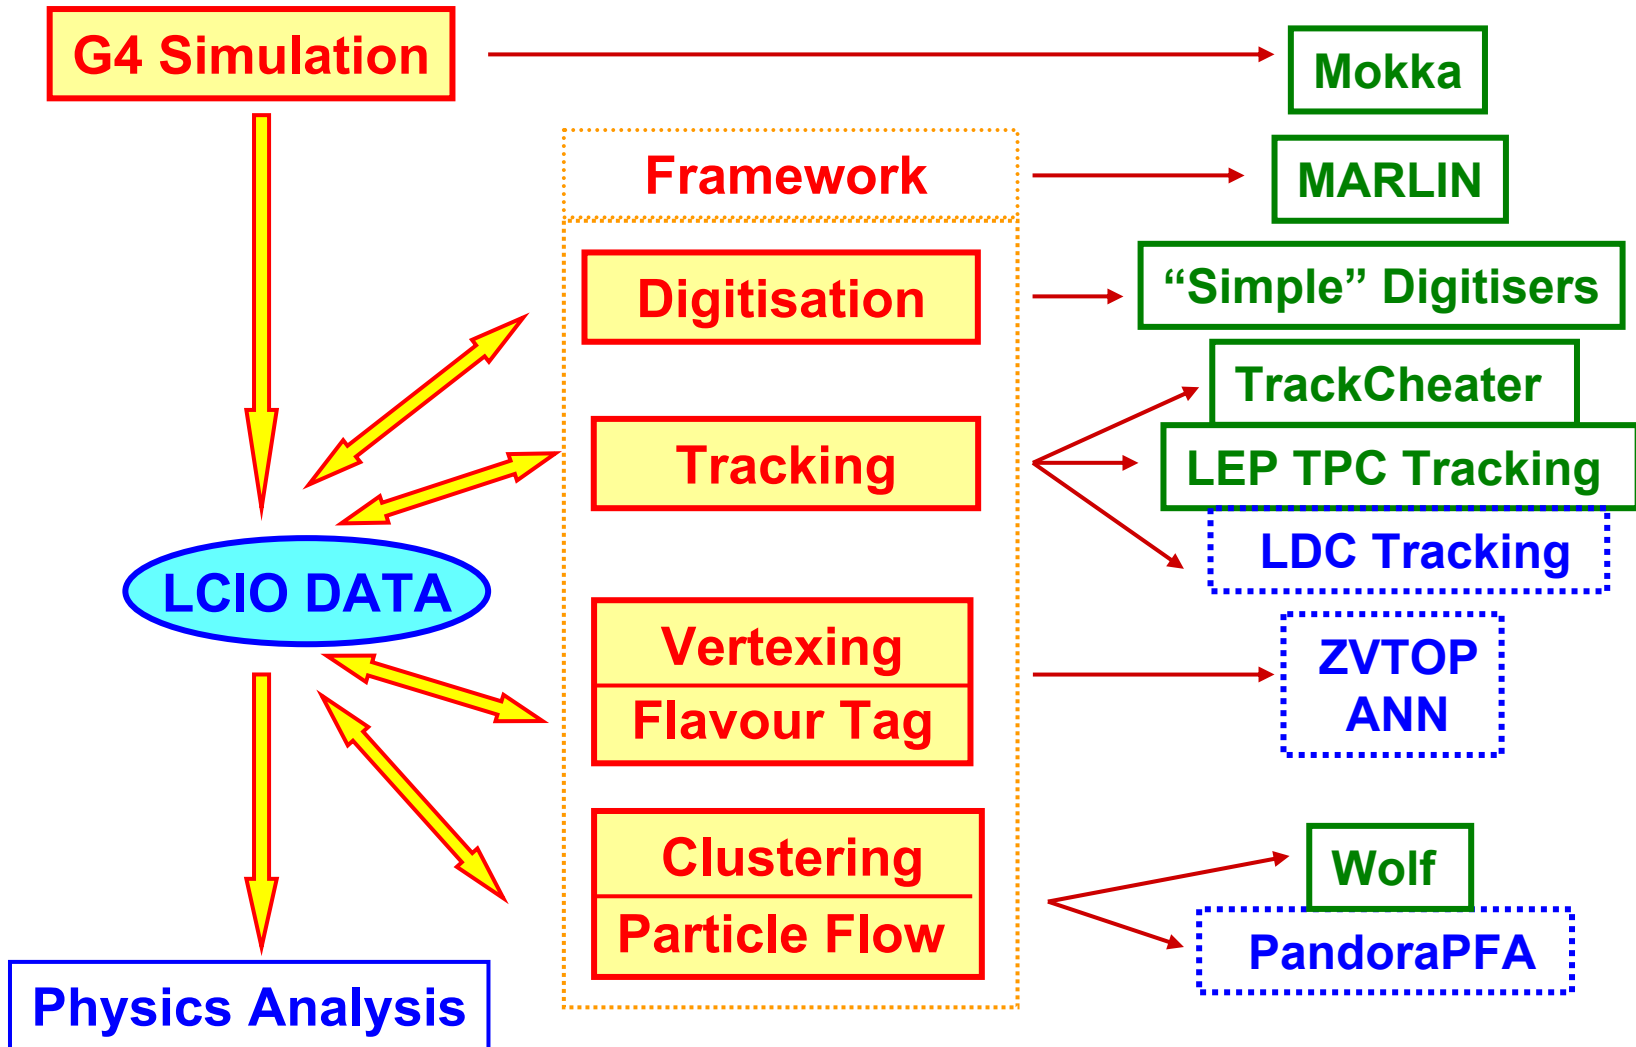 G4 Simulation
Mokka
Framework
MARLIN
Digitisation
“Simple” Digitisers
Tracking
TrackCheater
LEP TPC Tracking
LDC Tracking
LCIO DATA
Vertexing
Flavour Tag
ZVTOP
ANN
Clustering
Particle Flow
Wolf
PandoraPFA
Physics Analysis